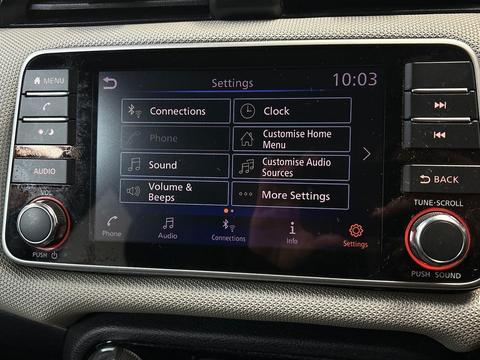 MENU
Settings
10:03
Connections
Clock
Phone
Customise Home
Menu
Sound
Customise Audio
Sources
Volume &
Beeps
More Settings
Phone
Audio
Connections
Info
Settings
AUDIO
VOL
PUSH
BACK
TUNE·SCROLL
PUSH SOUND